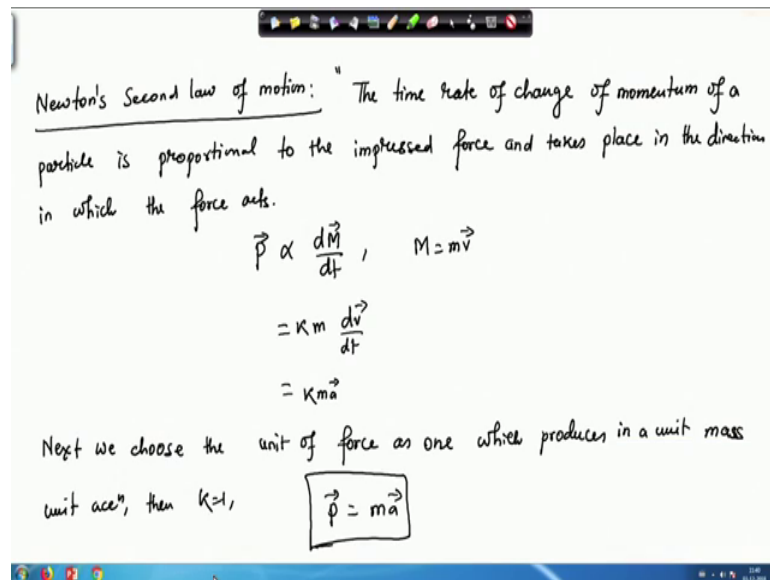 Newton's Second law of motion: "The time rate of change of momentum of a
particle is proportional to the impressed force and takes place in the direction
in which the force acts.
P⃗ ∝ dM⃗/dt, M = mv⃗
= K m dv⃗/dt
= K ma⃗
Next we choose the unit of force as one which produces in a unit mass
unit accⁿ, then K=1, P⃗ = ma⃗